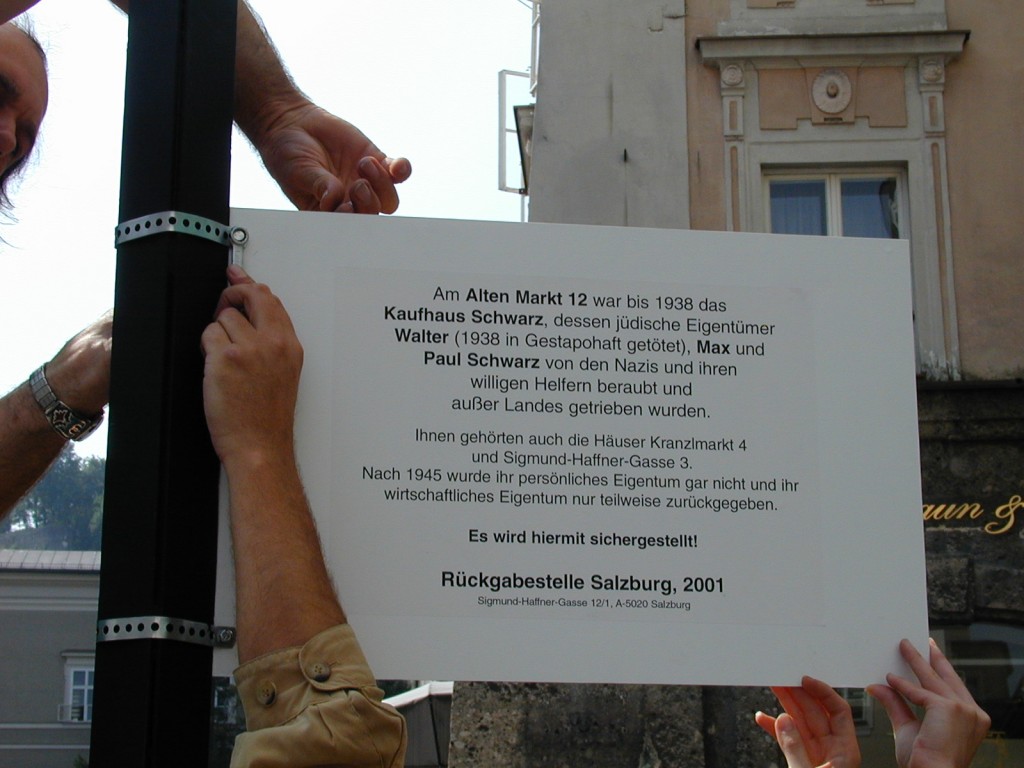 Am Alten Markt 12 war bis 1938 das
Kaufhaus Schwarz, dessen jüdische Eigentümer
Walter (1938 in Gestapohaft getötet), Max und
Paul Schwarz von den Nazis und ihren
willigen Helfern beraubt und
außer Landes getrieben wurden.
Ihnen gehörten auch die Häuser Kranzlmarkt 4
und Sigmund-Haffner-Gasse 3.
Nach 1945 wurde ihr persönliches Eigentum gar nicht und ihr
wirtschaftliches Eigentum nur teilweise zurückgegeben.
Es wird hiermit sichergestellt!
Rückgabestelle Salzburg, 2001
Sigmund-Haffner-Gasse 12/1, A-5020 Salzburg
aun &